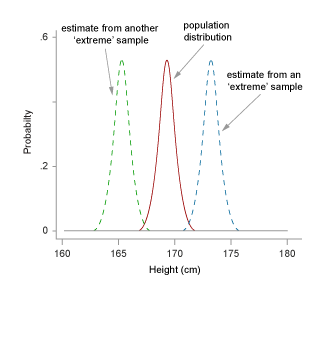 estimate from another
‘extreme’ sample
population
distribution
estimate from an
‘extreme’ sample
.6
.2
0
Probabilty
160 165 170 175 180
Height (cm)